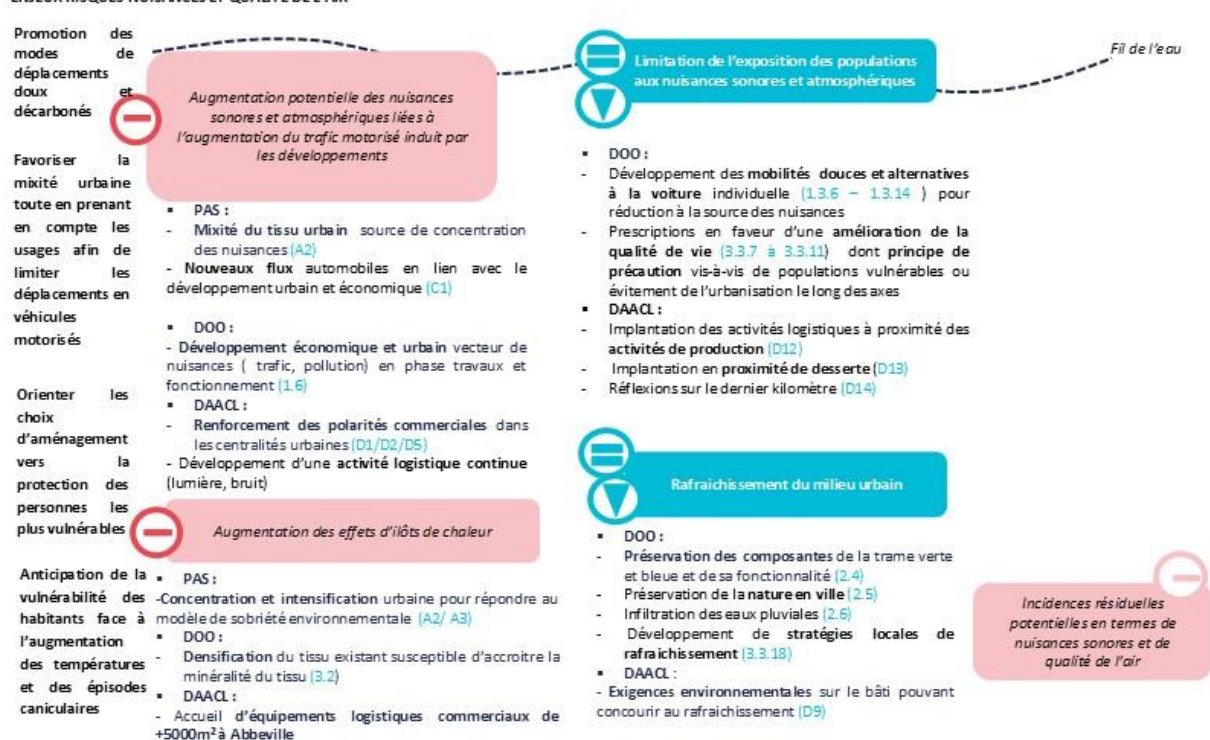 ENJEUX RISQUES NUISANCES ET QUALITE DE L'AIR
Promotion des
modes de
déplacements
doux et
décarbonés
Favoriser la
mixité urbaine
toute en prenant
en compte les
usages afin de
limiter les
déplacements en
véhicules
motorisés
Orienter les
choix
d'aménagement
vers la
protection des
personnes les
plus vulnérables
Anticipation de la
vulnérabilité des
habitants face à
l'augmentation
des températures
et des épisodes
caniculaires
Augmentation potentielle des nuisances
sonores et atmosphériques liées à
l'augmentation du trafic motorisé induit par
les développements
▪ PAS :
- Mixité du tissu urbain source de concentration
des nuisances (A2)
- Nouveaux flux automobiles en lien avec le
développement urbain et économique (C1)
▪ DOO :
- Développement économique et urbain vecteur de
nuisances ( trafic, pollution) en phase travaux et
fonctionnement (1.6)
▪ DAACL :
- Renforcement des polarités commerciales dans
les centralités urbaines (D1/D2/D5)
- Développement d'une activité logistique continue
(lumière, bruit)
Augmentation des effets d'ilôts de chaleur
▪ PAS :
-Concentration et intensification urbaine pour répondre au
modèle de sobriété environnementale (A2/ A3)
▪ DOO :
- Densification du tissu existant susceptible d'accroitre la
minéralité du tissu (3.2)
▪ DAACL :
- Accueil d'équipements logistiques commerciaux de
+5000m² à Abbeville
Limitation de l'exposition des populations
aux nuisances sonores et atmosphériques
Fil de l'eau
▪ DOO :
- Développement des mobilités douces et alternatives
à la voiture individuelle (1.3.6 – 1.3.14 ) pour
réduction à la source des nuisances
- Prescriptions en faveur d'une amélioration de la
qualité de vie (3.3.7 à 3.3.11) dont principe de
précaution vis-à-vis de populations vulnérables ou
évitement de l'urbanisation le long des axes
▪ DAACL :
- Implantation des activités logistiques à proximité des
activités de production (D12)
- Implantation en proximité de desserte (D13)
- Réflexions sur le dernier kilomètre (D14)
Rafraichissement du milieu urbain
▪ DOO :
- Préservation des composantes de la trame verte
et bleue et de sa fonctionnalité (2.4)
- Préservation de la nature en ville (2.5)
- Infiltration des eaux pluviales (2.6)
- Développement de stratégies locales de
rafraichissement (3.3.18)
▪ DAACL :
- Exigences environnementales sur le bâti pouvant
concourir au rafraichissement (D9)
Incidences résiduelles
potentielles en termes de
nuisances sonores et de
qualité de l'air